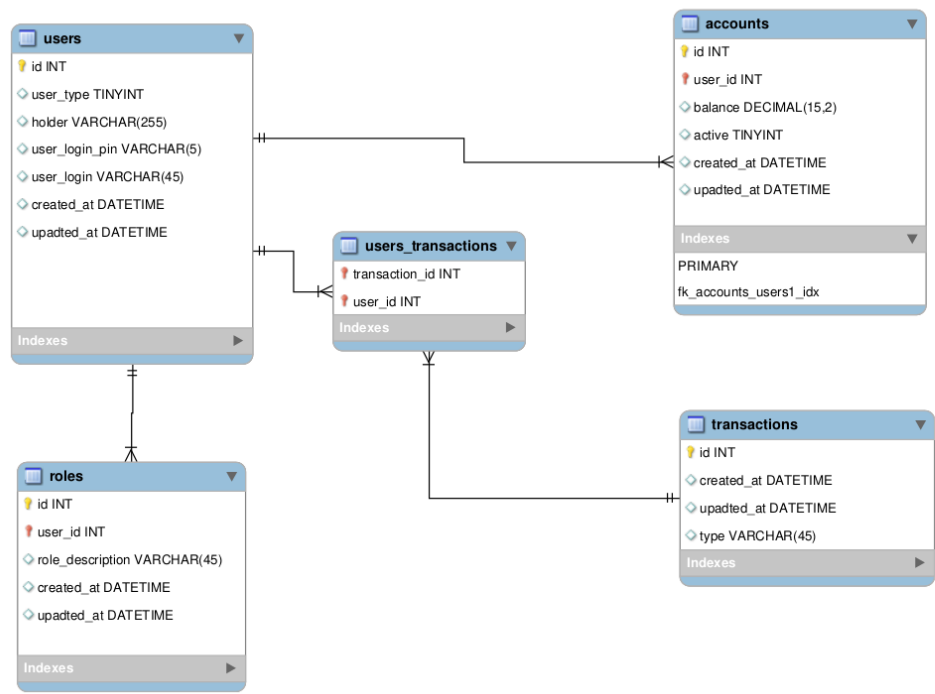 users
id INT
user_type TINYINT
holder VARCHAR(255)
user_login_pin VARCHAR(5)
user_login VARCHAR(45)
created_at DATETIME
upadted_at DATETIME
Indexes
accounts
id INT
user_id INT
balance DECIMAL(15,2)
active TINYINT
created_at DATETIME
upadted_at DATETIME
Indexes
PRIMARY
fk_accounts_users1_idx
users_transactions
transaction_id INT
user_id INT
Indexes
roles
id INT
user_id INT
role_description VARCHAR(45)
created_at DATETIME
upadted_at DATETIME
Indexes
transactions
id INT
created_at DATETIME
upadted_at DATETIME
type VARCHAR(45)
Indexes